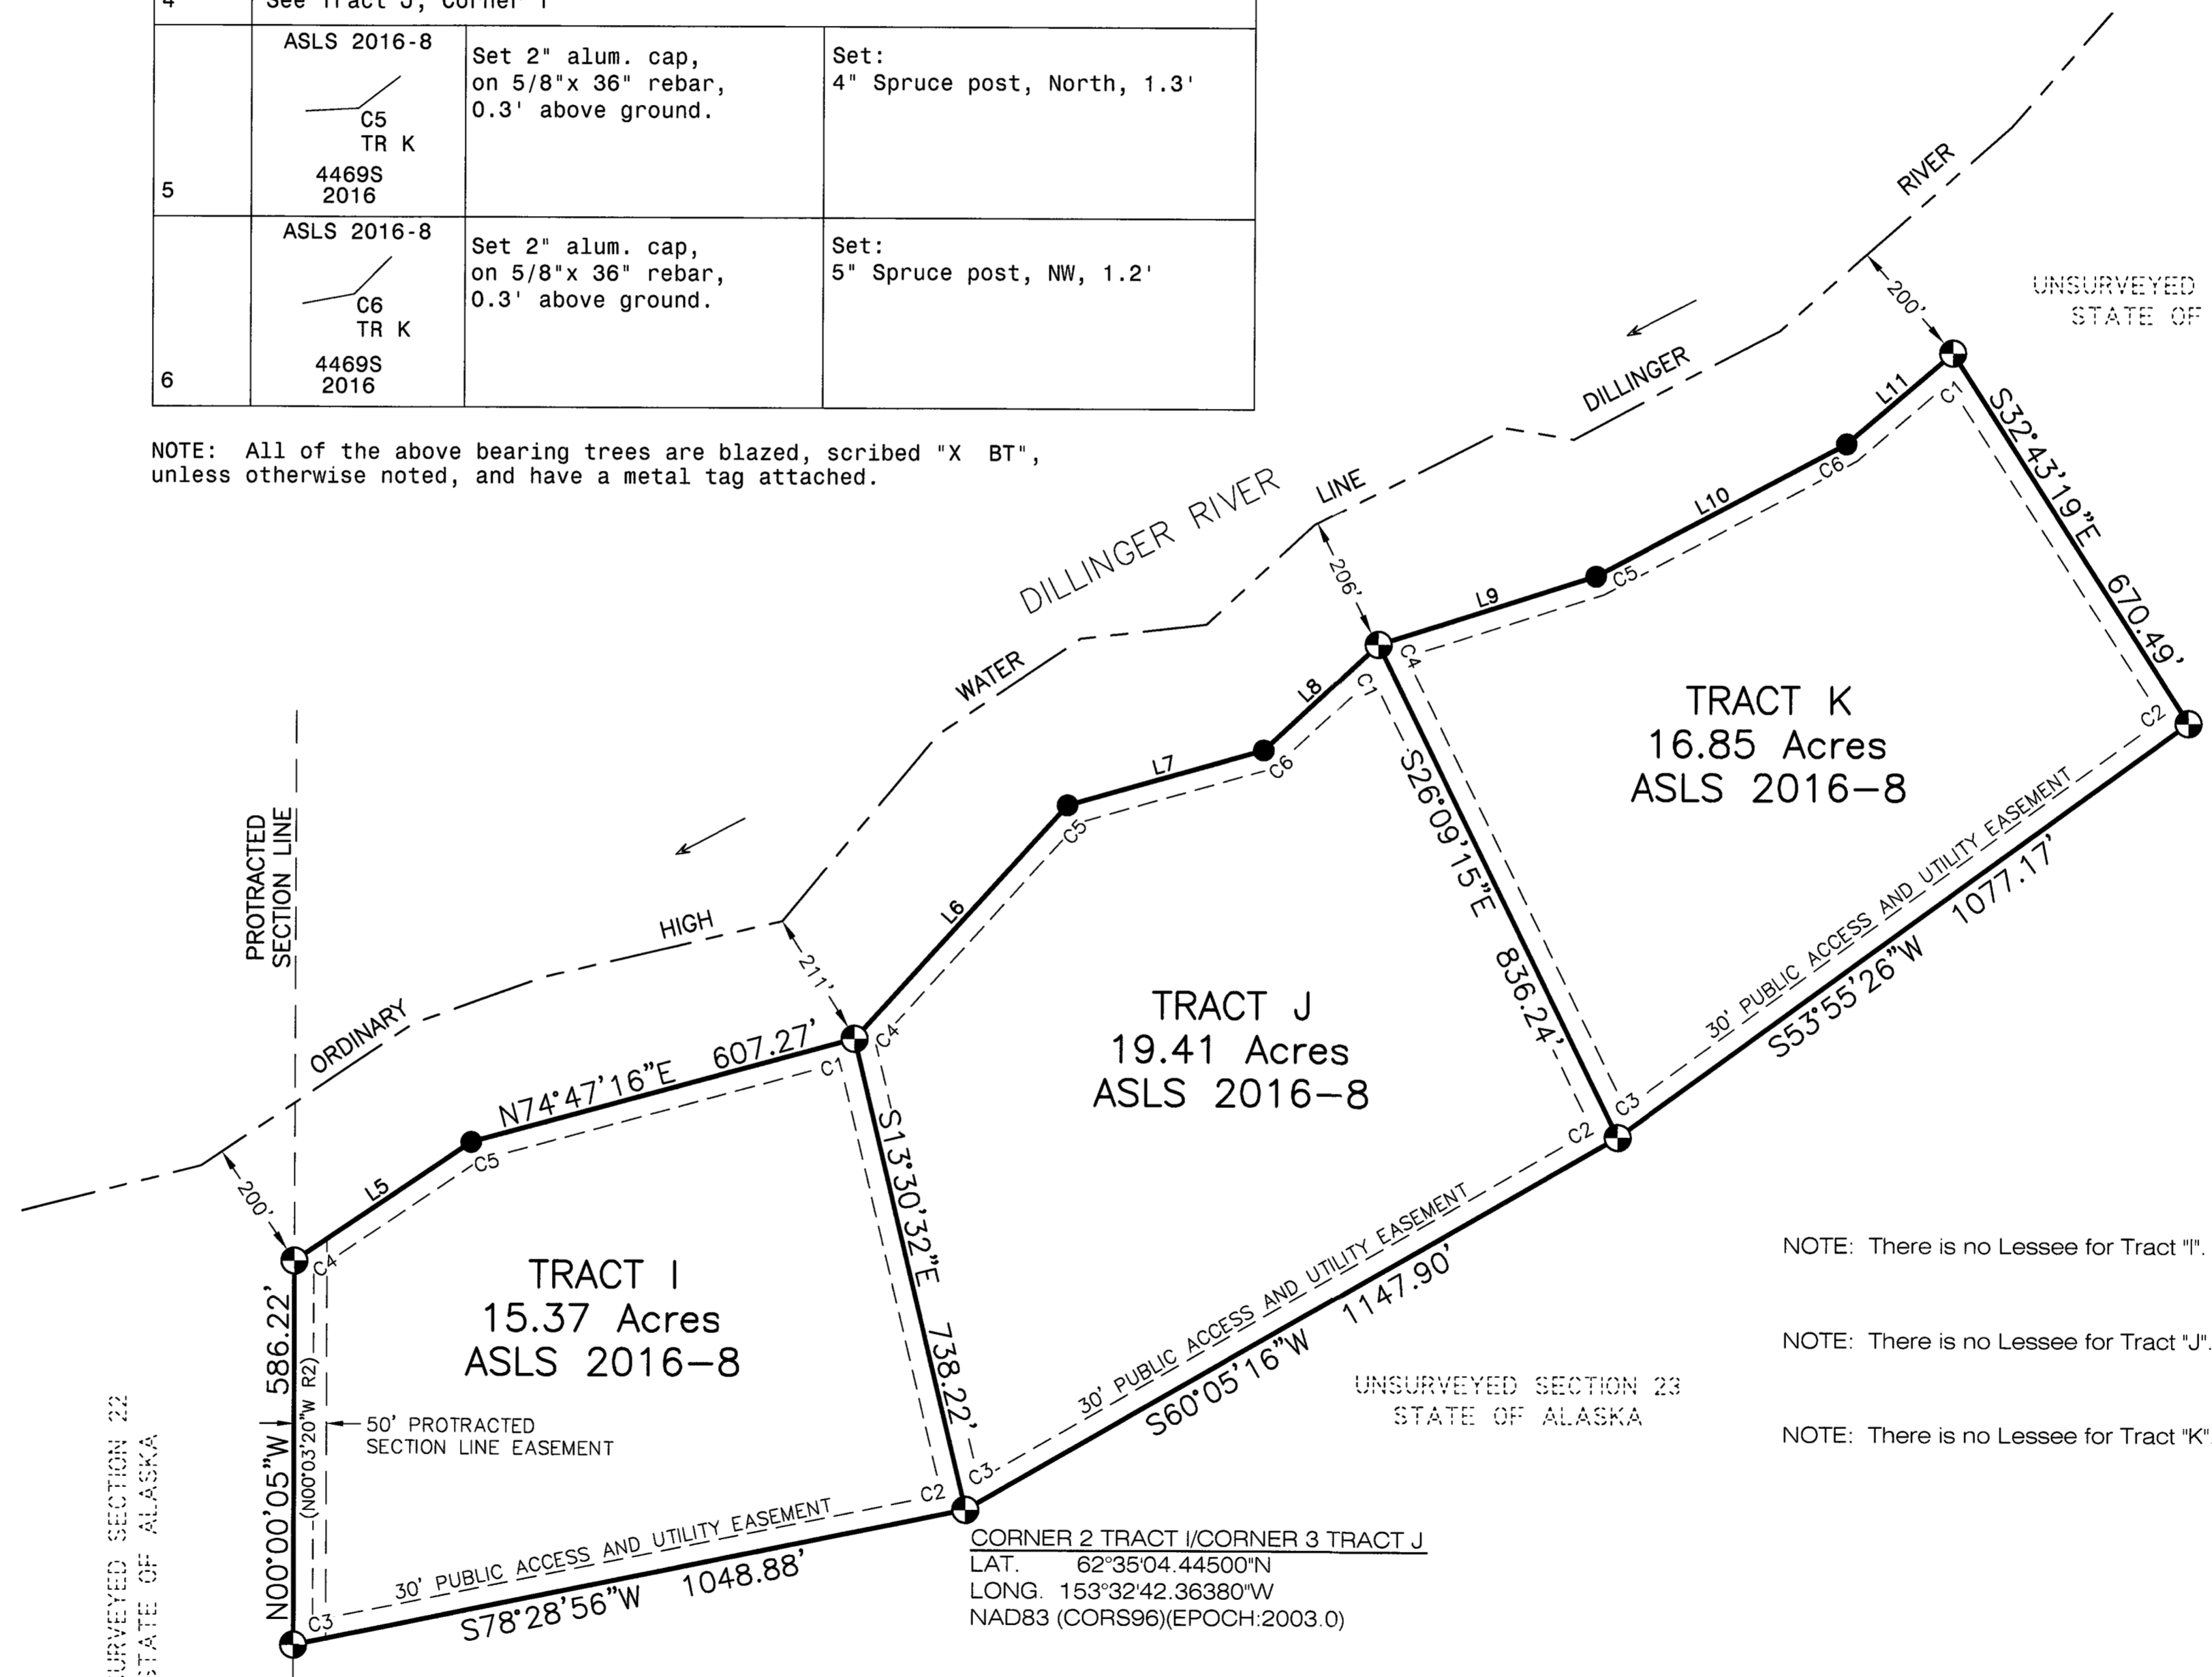 4 See Tract J, Corner 1
ASLS 2016-8
C5
TR K
4469S
2016
5
Set 2" alum. cap,
on 5/8"x 36" rebar,
0.3' above ground.
Set:
4" Spruce post, North, 1.3'
ASLS 2016-8
C6
TR K
4469S
2016
6
Set 2" alum. cap,
on 5/8"x 36" rebar,
0.3' above ground.
Set:
5" Spruce post, NW, 1.2'
NOTE: All of the above bearing trees are blazed, scribed "X BT",
unless otherwise noted, and have a metal tag attached.
RIVER
UNSURVEYED
STATE OF
200'
DILLINGER
LINE
DILLINGER RIVER
WATER
HIGH
ORDINARY
206'
211'
200'
PROTRACTED
SECTION LINE
L11
C1
S32°43'19"E
670.49'
C6
L10
C5
L9
C4
C2
TRACT K
16.85 Acres
ASLS 2016-8
30' PUBLIC ACCESS AND UTILITY EASEMENT
1077.17'
S53°55'26"W
C3
L8
C1
L7
C6
C5
L6
C4
S26°09'15"E
836.24'
TRACT J
19.41 Acres
ASLS 2016-8
C2
30' PUBLIC ACCESS AND UTILITY EASEMENT
1147.90'
S60°05'16"W
C3
N74°47'16"E 607.27'
C1
C5
L5
C4
S13°30'32"E
738.22'
TRACT I
15.37 Acres
ASLS 2016-8
N00°00'05"W 586.22'
(N00°03'20"W R2)
50' PROTRACTED
SECTION LINE EASEMENT
C2
C3
30' PUBLIC ACCESS AND UTILITY EASEMENT
S78°28'56"W 1048.88'
SECTION 22
STATE OF ALASKA
UNSURVEYED SECTION 23
STATE OF ALASKA
NOTE: There is no Lessee for Tract "I".
NOTE: There is no Lessee for Tract "J".
NOTE: There is no Lessee for Tract "K"
CORNER 2 TRACT I/CORNER 3 TRACT J
LAT. 62°35'04.44500"N
LONG. 153°32'42.36380"W
NAD83 (CORS96)(EPOCH:2003.0)